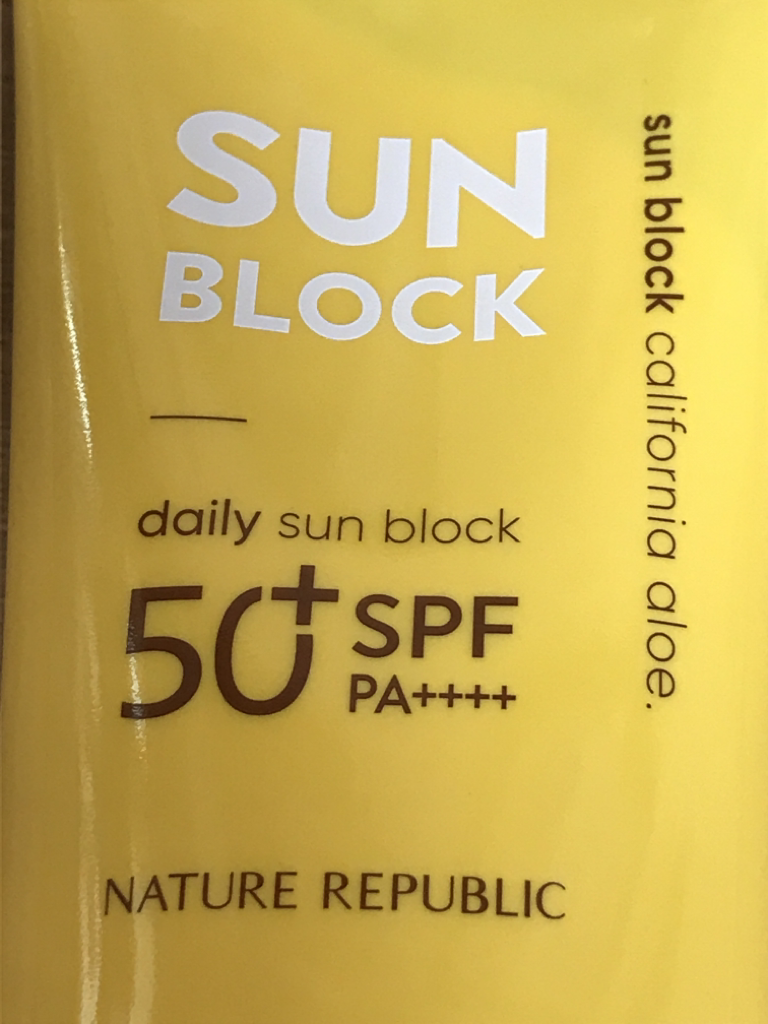 SUN
BLOCK
daily sun block
50+ SPF
PA++++
NATURE REPUBLIC
sun block california aloe.